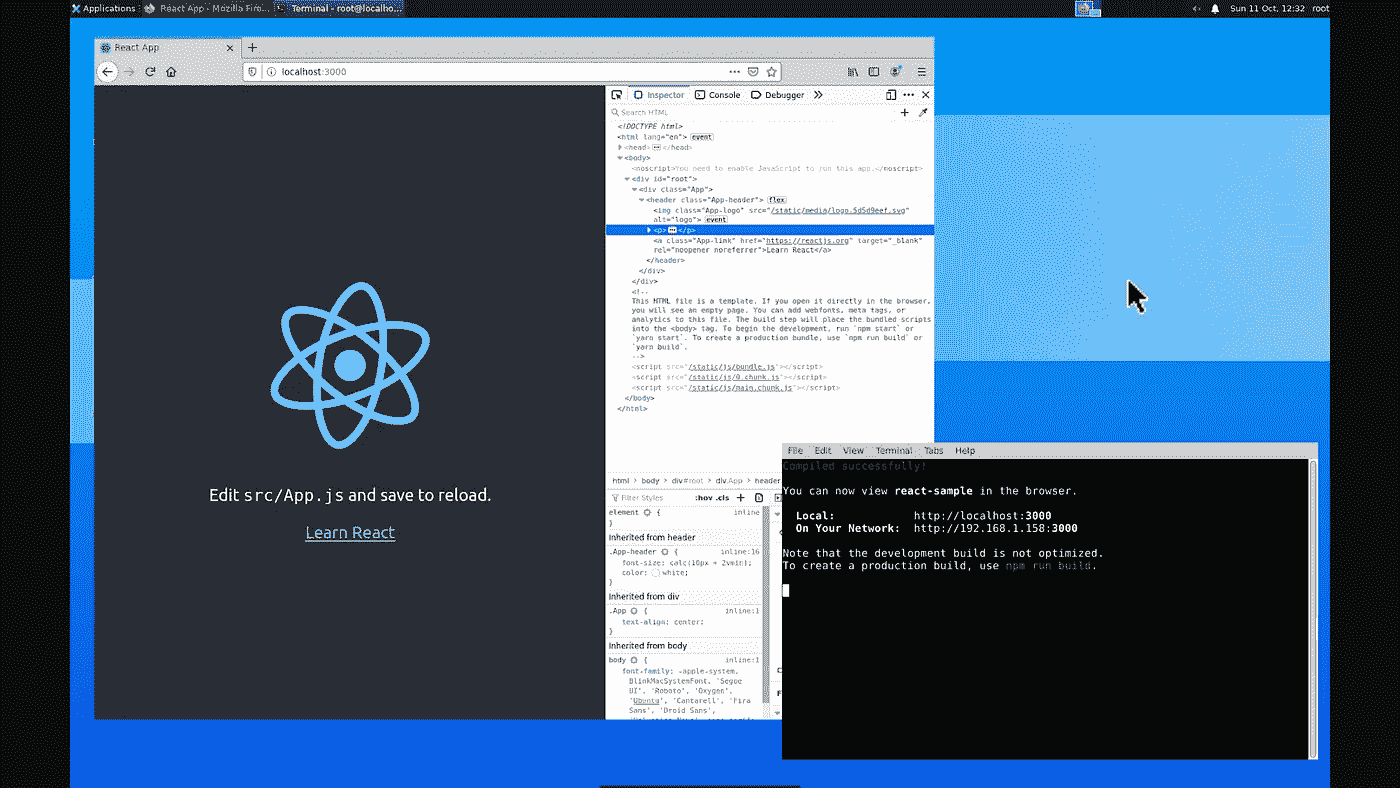 Applications React App - Mozilla Fire... Terminal - root@localho... Sun 11 Oct, 12:32 root
React App
localhost:3000
Inspector Console Debugger
Search HTML
<!DOCTYPE html>
<html lang="en"> event
<head> ... </head>
<body>
<noscript>You need to enable JavaScript to run this app.</noscript>
<div id="root">
<div class="App">
<header class="App-header"> flex
<img class="App-logo" src="/static/media/logo.5d5d9eef.svg"
alt="logo"> event
<p> ... </p>
<a class="App-link" href="https://reactjs.org" target="_blank"
rel="noopener noreferrer">Learn React</a>
</header>
</div>
</div>
<!--
This HTML file is a template. If you open it directly in the browser,
you will see an empty page. You can add webfonts, meta tags, or
analytics to this file. The build step will place the bundled scripts
into the <body> tag. To begin the development, run `npm start` or
`yarn start`. To create a production bundle, use `npm run build` or
`yarn build`.
-->
<script src="/static/js/bundle.js"></script>
<script src="/static/js/0.chunk.js"></script>
<script src="/static/js/main.chunk.js"></script>
</body>
</html>
html body div#root div.App header
Filter Styles :hov .cls
element { inline
}
Inherited from header
.App-header { inline:16
font-size: calc(10px + 2vmin);
color: white;
}
Inherited from div
.App { inline:1
text-align: center;
}
Inherited from body
body { inline:1
font-family: -apple-system,
BlinkMacSystemFont, 'Segoe
UI', 'Roboto', 'Oxygen',
'Ubuntu', 'Cantarell', 'Fira
Sans', 'Droid Sans',
Edit src/App.js and save to reload.
Learn React
File Edit View Terminal Tabs Help
Compiled successfully!
You can now view react-sample in the browser.
Local: http://localhost:3000
On Your Network: http://192.168.1.158:3000
Note that the development build is not optimized.
To create a production build, use npm run build.